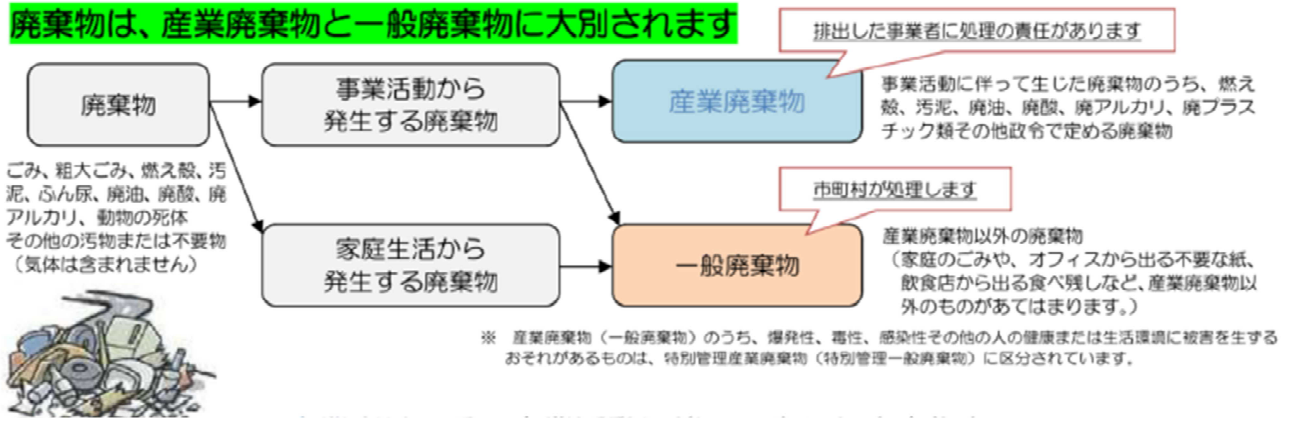 廃棄物は、産業廃棄物と一般廃棄物に大別されます
排出した事業者に処理の責任があります
廃棄物
事業活動から
発生する廃棄物
産業廃棄物
事業活動に伴って生じた廃棄物のうち、燃え
殻、汚泥、廃油、廃酸、廃アルカリ、廃プラス
チック類その他政令で定める廃棄物
ごみ、粗大ごみ、燃え殻、汚
泥、ふん尿、廃油、廃酸、廃
アルカリ、動物の死体
その他の汚物または不要物
（気体は含まれません）
市町村が処理します
家庭生活から
発生する廃棄物
一般廃棄物
産業廃棄物以外の廃棄物
（家庭のごみや、オフィスから出る不要な紙、
飲食店から出る食べ残しなど、産業廃棄物以
外のものがあてはまります。）
※　産業廃棄物（一般廃棄物）のうち、爆発性、毒性、感染性その他の人の健康または生活環境に被害を生ずる
おそれがあるものは、特別管理産業廃棄物（特別管理一般廃棄物）に区分されています。